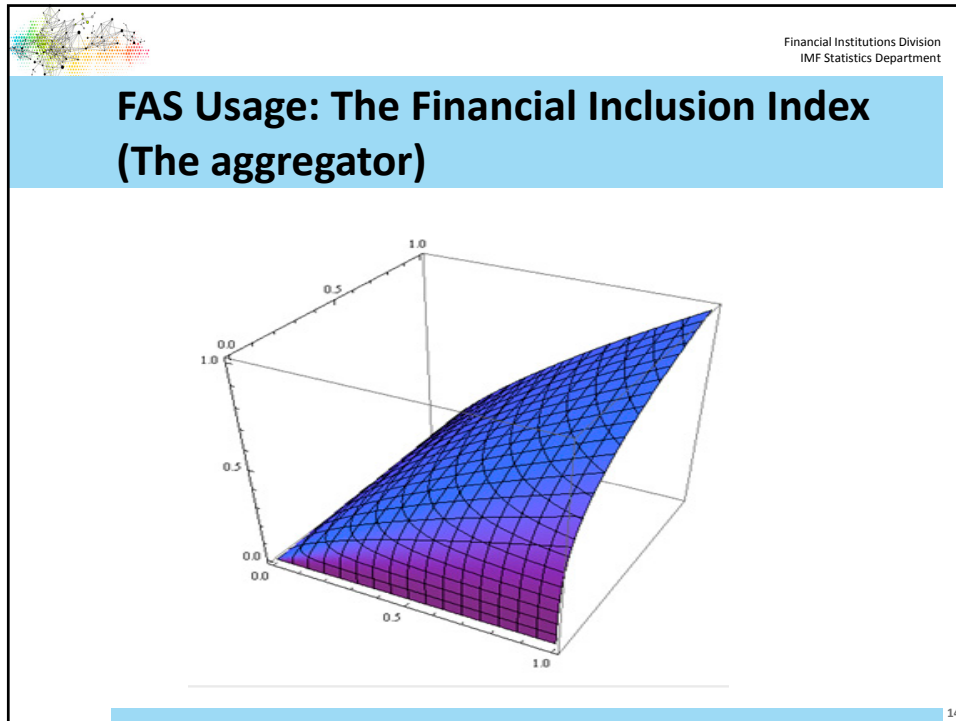 Financial Institutions Division
IMF Statistics Department
FAS Usage: The Financial Inclusion Index
(The aggregator)
1.0
0.5
0.0
1.0
0.5
0.0
0.0
0.5
1.0
14